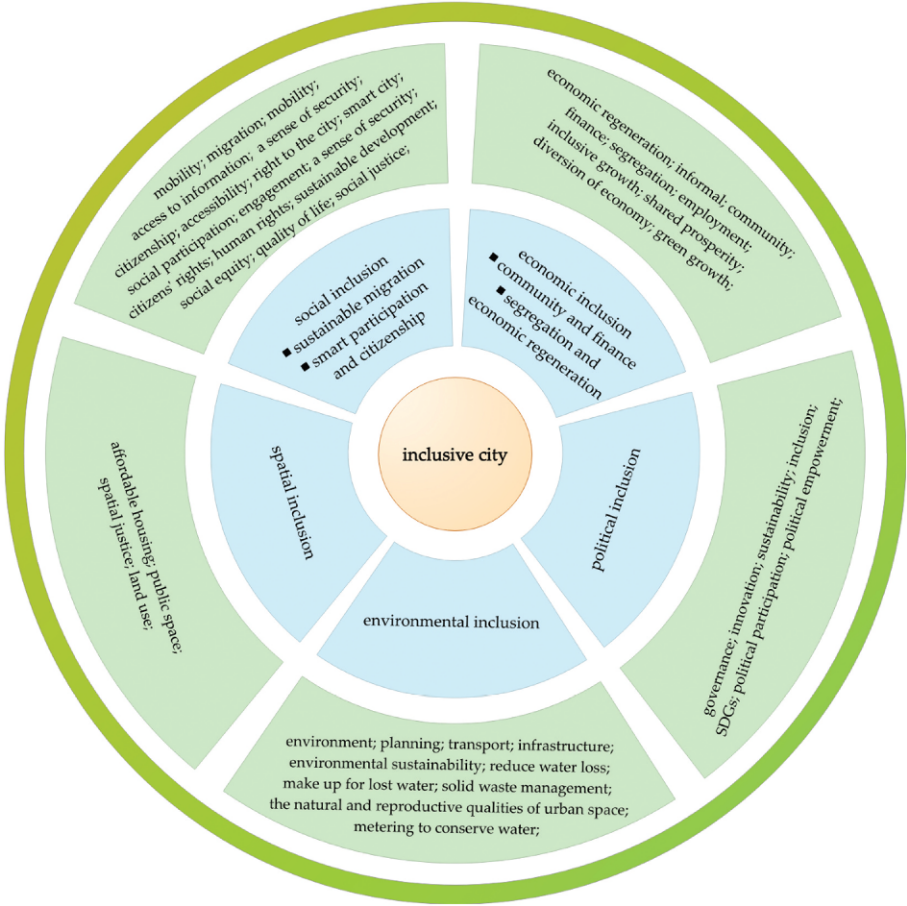 mobility; migration; mobility;
access to information; a sense of security;
citizenship; accessibility; right to the city; smart city;
social participation; engagement; a sense of security;
citizens' rights; human rights; sustainable development;
social equity; quality of life; social justice;
economic regeneration; informal; community;
finance; segregation; employment;
inclusive growth; shared prosperity;
diversion of economy; green growth;
social inclusion
■ sustainable migration
■ smart participation
and citizenship
economic inclusion
■ community and finance
■ segregation and
economic regeneration
inclusive city
spatial inclusion
political inclusion
environmental inclusion
affordable housing; public space;
spatial justice; land use;
governance; innovation; sustainability; inclusion;
SDGs; political participation; political empowerment;
environment; planning; transport; infrastructure;
environmental sustainability; reduce water loss;
make up for lost water; solid waste management;
the natural and reproductive qualities of urban space;
metering to conserve water;